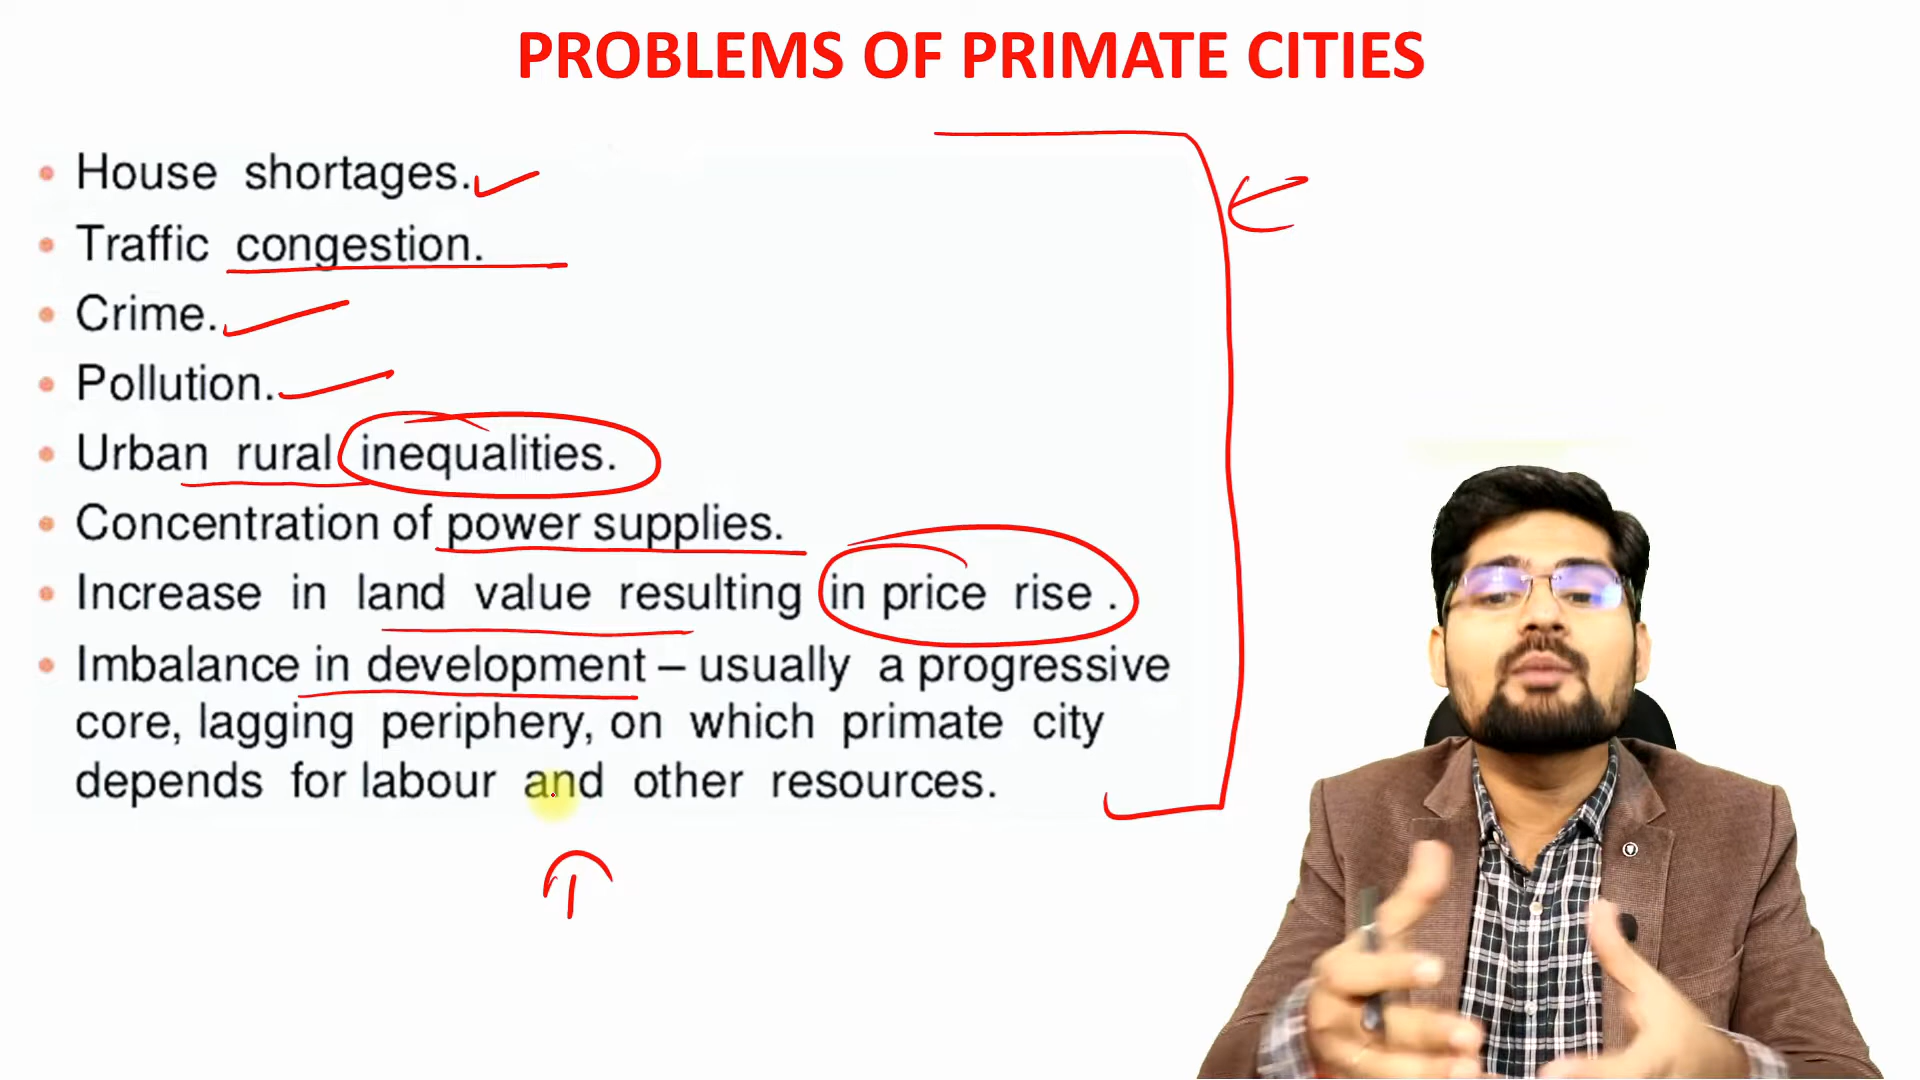 PROBLEMS OF PRIMATE CITIES
• House shortages.
• Traffic congestion.
• Crime.
• Pollution.
• Urban rural inequalities.
• Concentration of power supplies.
• Increase in land value resulting in price rise .
• Imbalance in development – usually a progressive
core, lagging periphery, on which primate city
depends for labour and other resources.